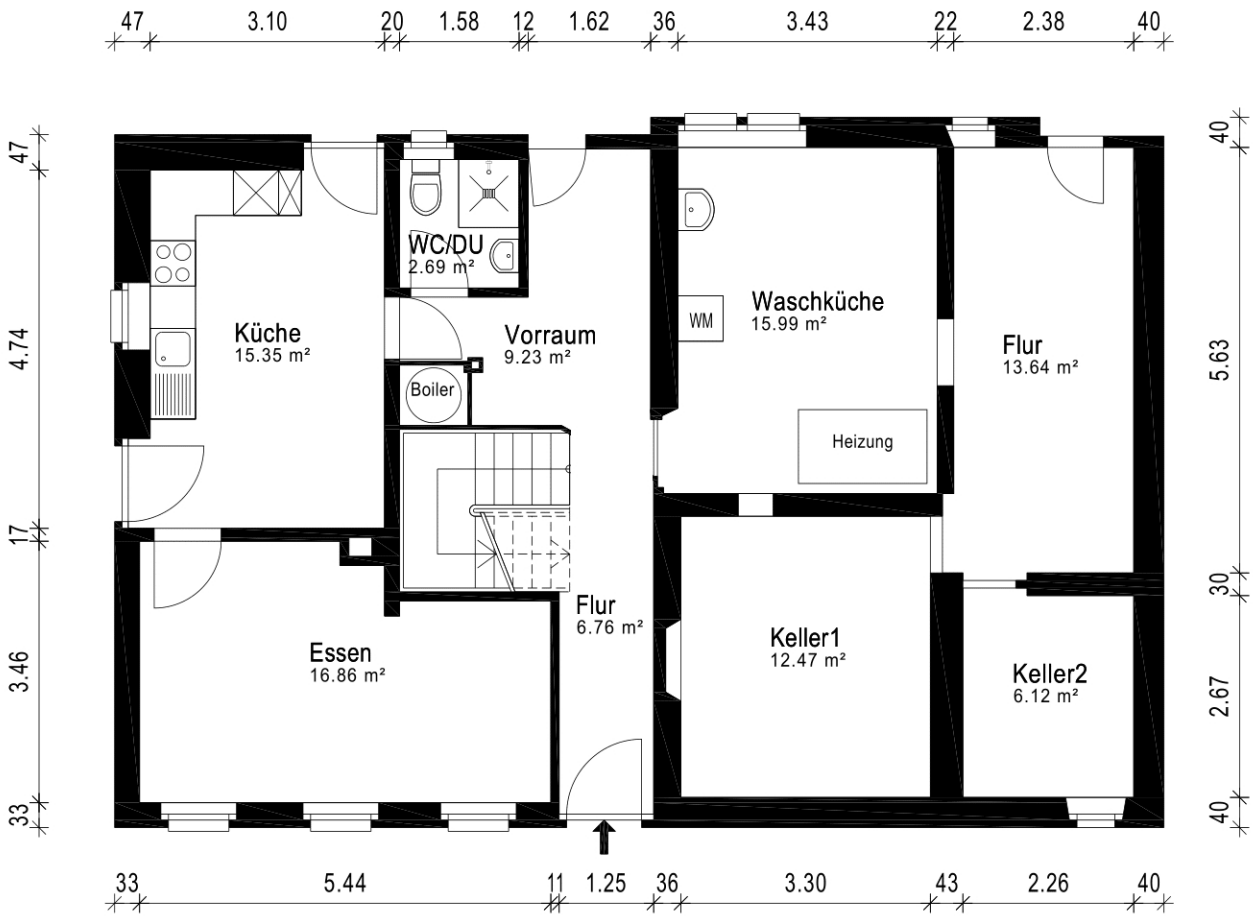 47 3.10 20 1.58 12 1.62 36 3.43 22 2.38 40
47
4.74
17
3.46
33
40
5.63
30
2.67
40
WC/DU
2.69 m²
Küche
15.35 m²
Vorraum
9.23 m²
Boiler
Waschküche
15.99 m²
WM
Heizung
Flur
13.64 m²
Essen
16.86 m²
Flur
6.76 m²
Keller1
12.47 m²
Keller2
6.12 m²
33 5.44 11 1.25 36 3.30 43 2.26 40